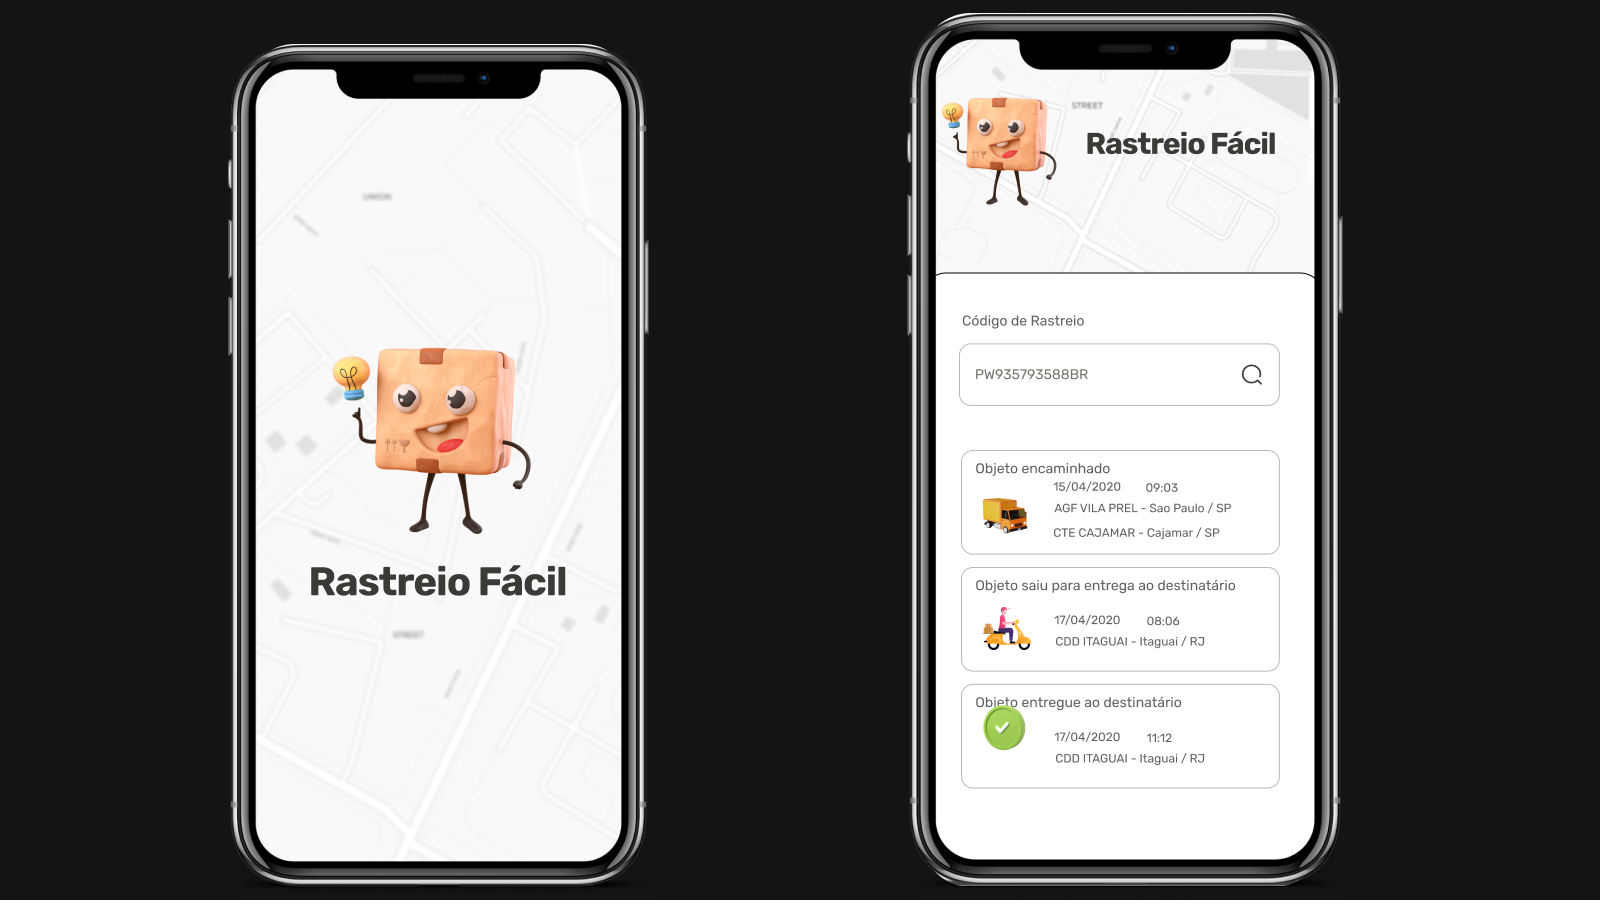 UNION
Rastreio Fácil
STREET
STREET
Rastreio Fácil
Código de Rastreio
PW935793588BR
Objeto encaminhado
15/04/2020 09:03
AGF VILA PREL - Sao Paulo / SP
CTE CAJAMAR - Cajamar / SP
Objeto saiu para entrega ao destinatário
17/04/2020 08:06
CDD ITAGUAI - Itaguai / RJ
Objeto entregue ao destinatário
17/04/2020 11:12
CDD ITAGUAI - Itaguai / RJ